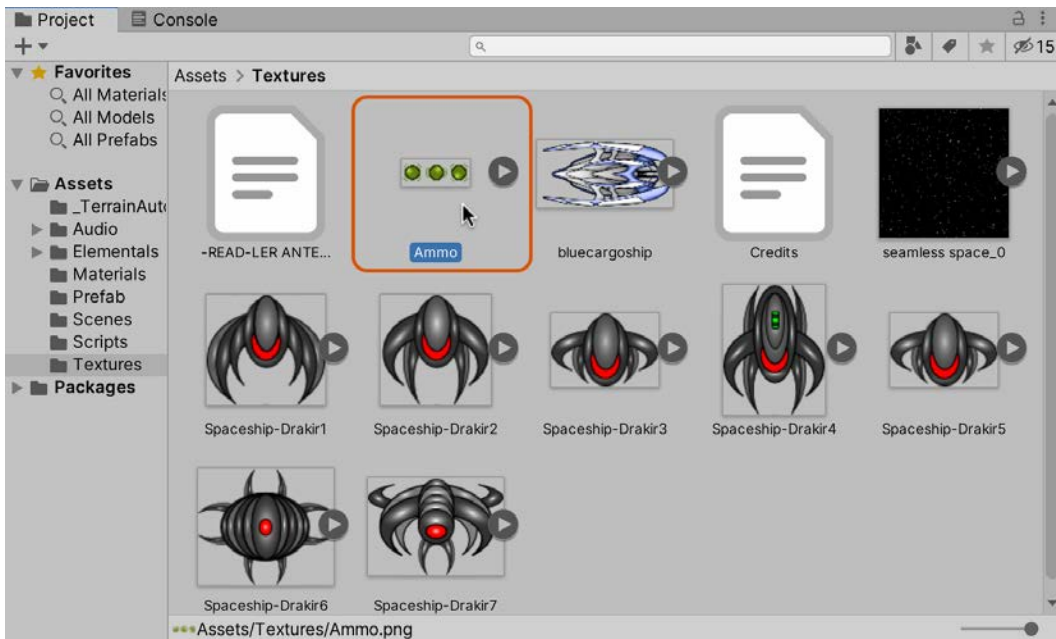 Project
Console
15
Favorites
All Materials
All Models
All Prefabs
Assets
_TerrainAut
Audio
Elementals
Materials
Prefab
Scenes
Scripts
Textures
Packages
Assets > Textures
-READ-LER ANTE...
Ammo
bluecargoship
Credits
seamless space_0
Spaceship-Drakir1
Spaceship-Drakir2
Spaceship-Drakir3
Spaceship-Drakir4
Spaceship-Drakir5
Spaceship-Drakir6
Spaceship-Drakir7
Assets/Textures/Ammo.png